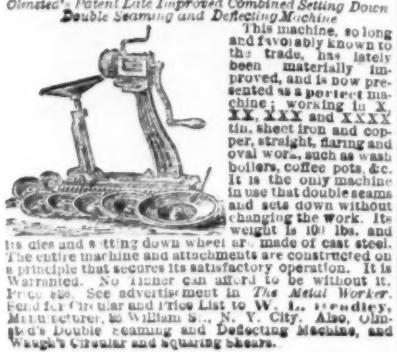 Olmsted's Patent Late Improved Combined Setting Down
Double Seaming and Deflecting Machine
This machine, so long
and favorably known to
the trade, has lately
been materially im-
proved, and is now pre-
sented as a perfect ma-
chine; working in X,
XX, XXX and XXXX
tin, sheet iron and cop-
per, straight, flaring and
oval work, such as wash
boilers, coffee pots, &c.
It is the only machine
in use that double seams
and sets down without
changing the work. Its
weight is 100 lbs. and
its dies and setting down wheel are made of cast steel.
The entire machine and attachments are constructed on
a principle that secures its satisfactory operation. It is
Warranted. No Tinner can afford to be without it.
Price See advertisement in The Metal Worker.
Send for Circular and Price List to W. L.
Manufacturer, William St., N. Y. City. Also, Olm-
sted's Double Seaming and Deflecting Machine, and
Waugh's Circular and Squaring Shears.